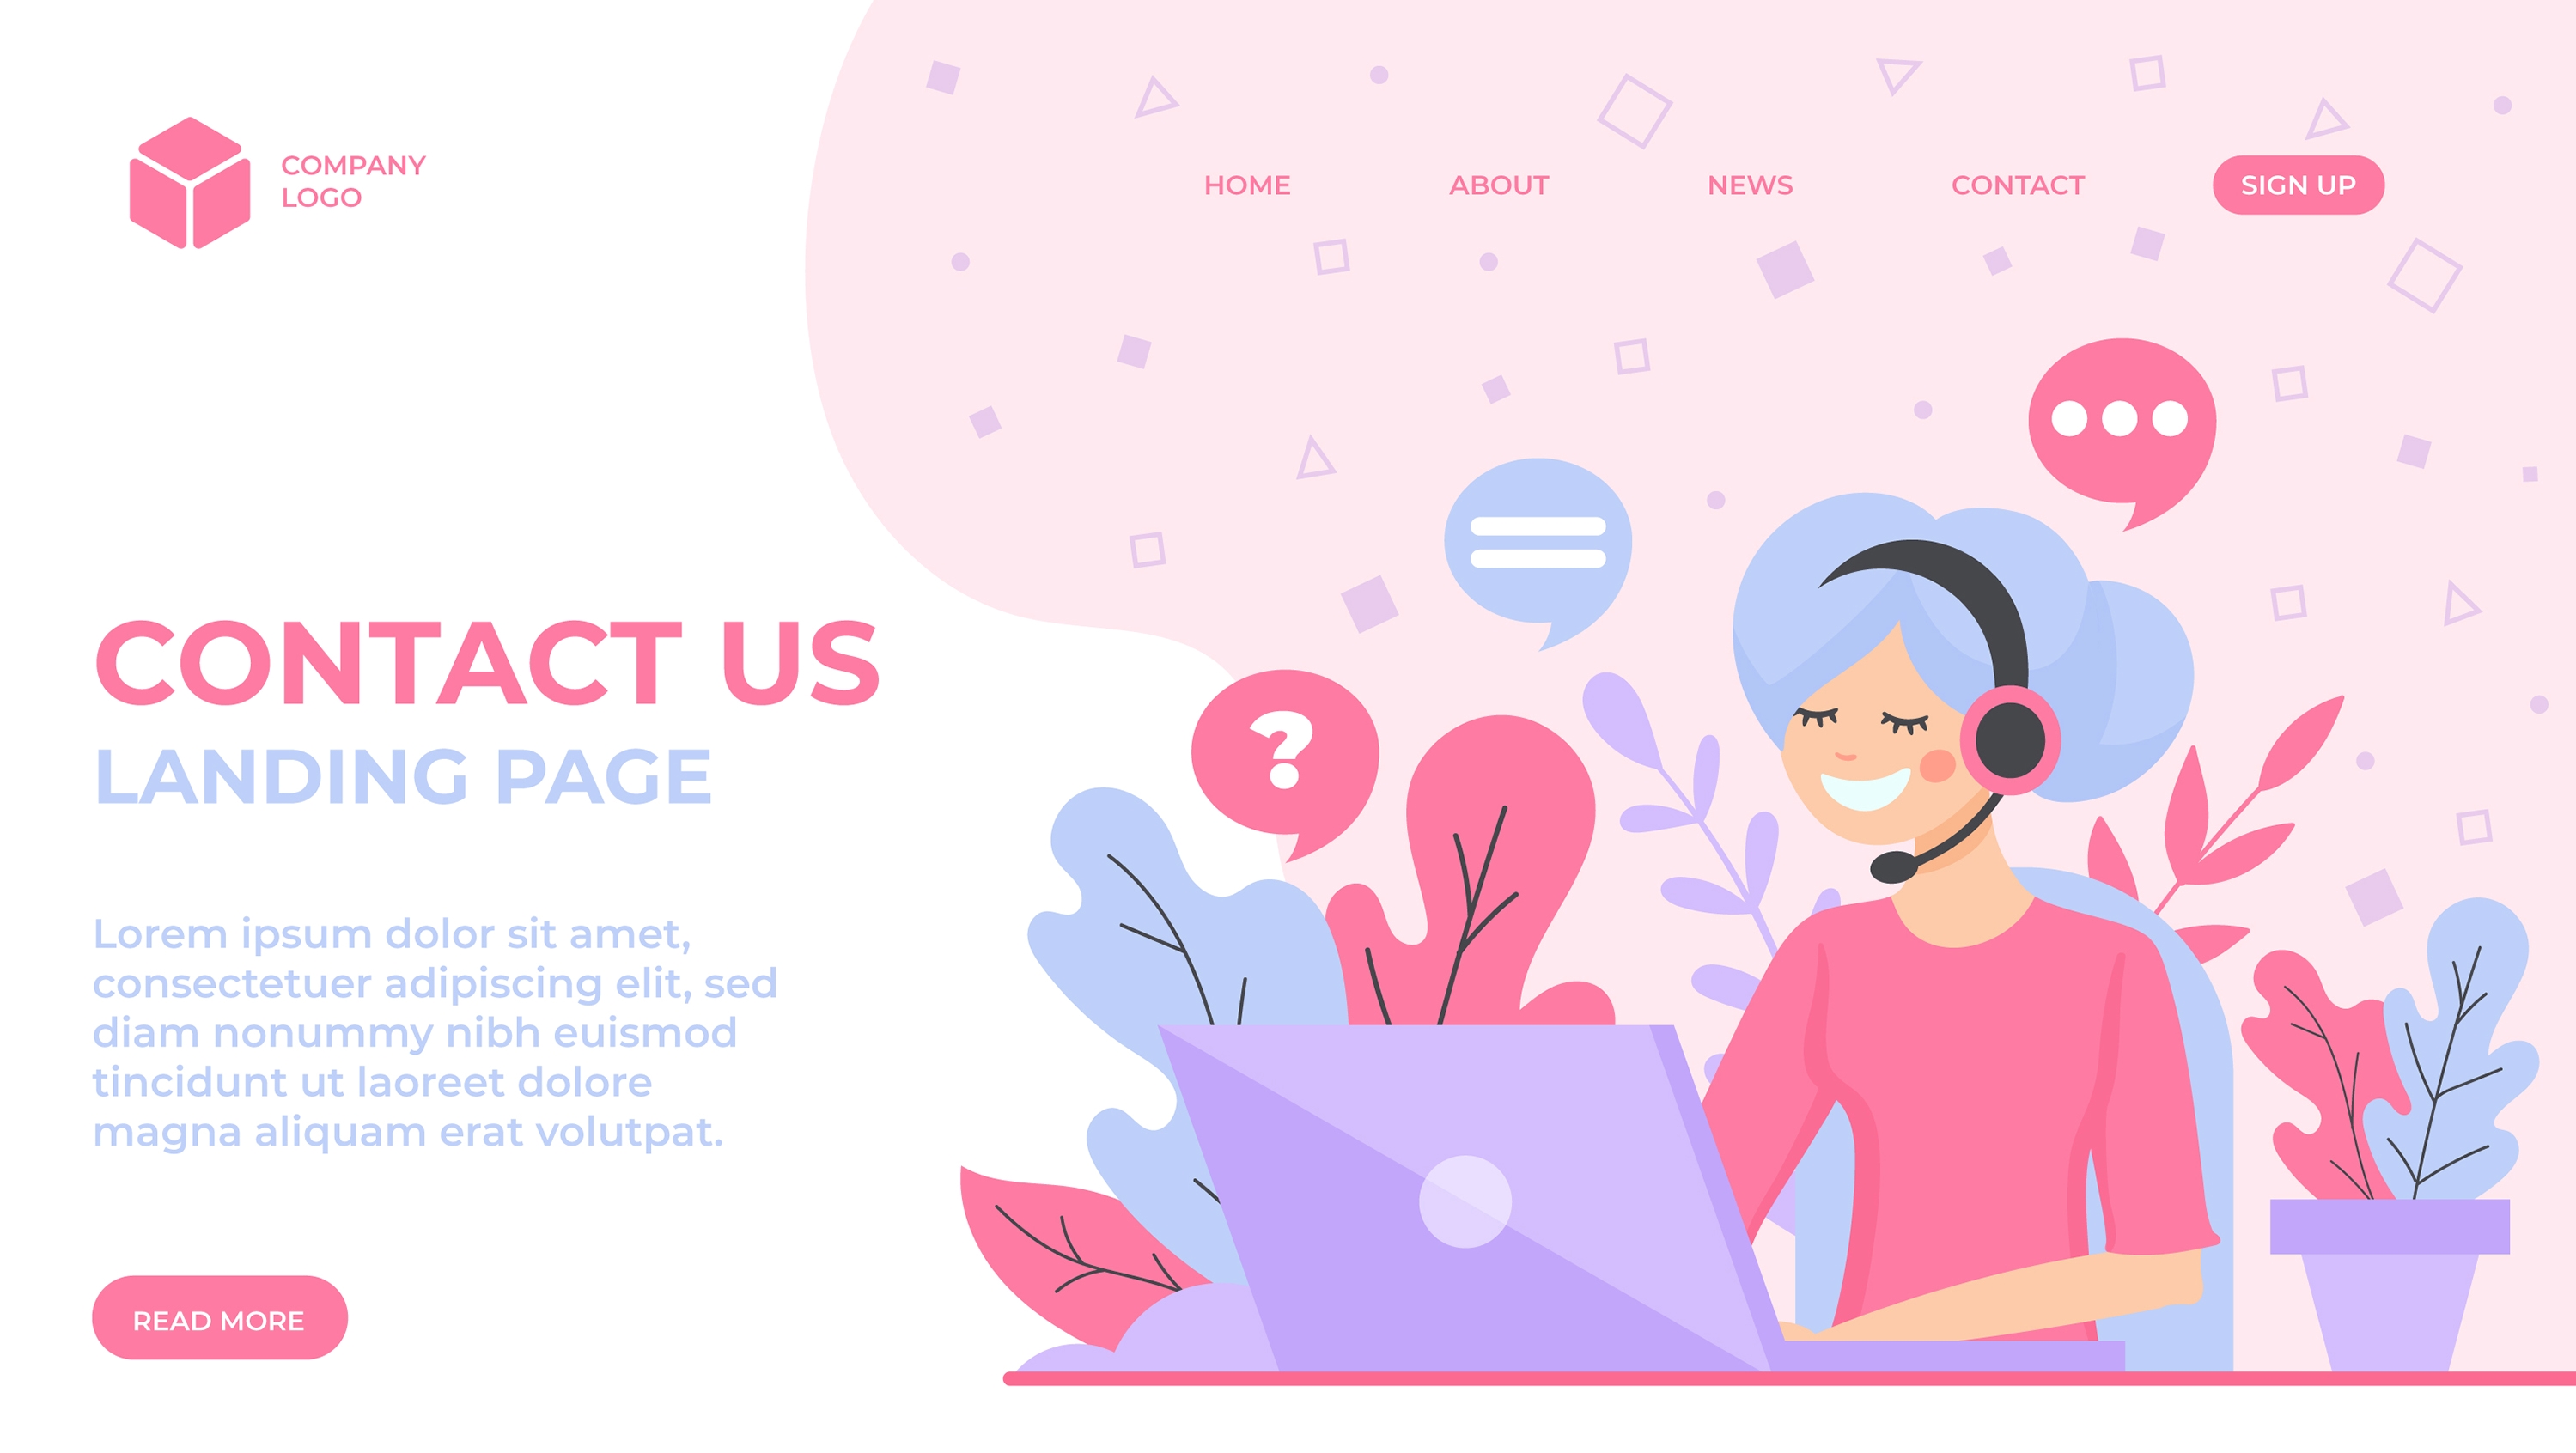 COMPANY
LOGO
HOME ABOUT NEWS CONTACT SIGN UP
?
CONTACT US
LANDING PAGE
Lorem ipsum dolor sit amet,
consectetuer adipiscing elit, sed
diam nonummy nibh euismod
tincidunt ut laoreet dolore
magna aliquam erat volutpat.
READ MORE